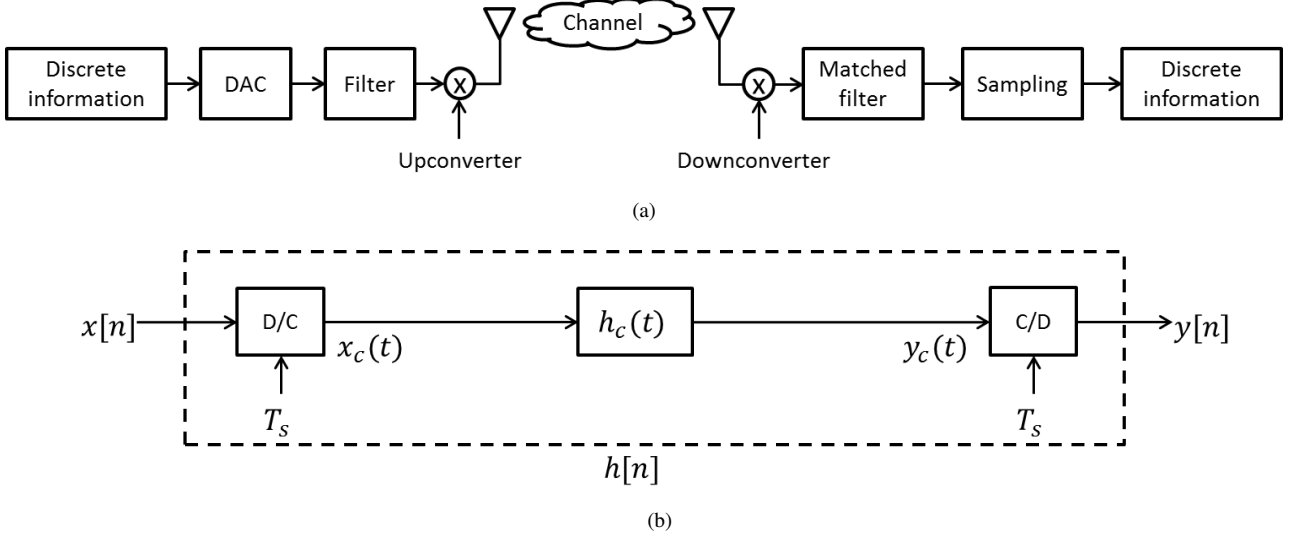 Channel
Discrete
information
DAC
Filter
X
Upconverter
X
Downconverter
Matched
filter
Sampling
Discrete
information
(a)
x[n]
D/C
T_s
x_c(t)
h_c(t)
y_c(t)
C/D
T_s
y[n]
h[n]
(b)